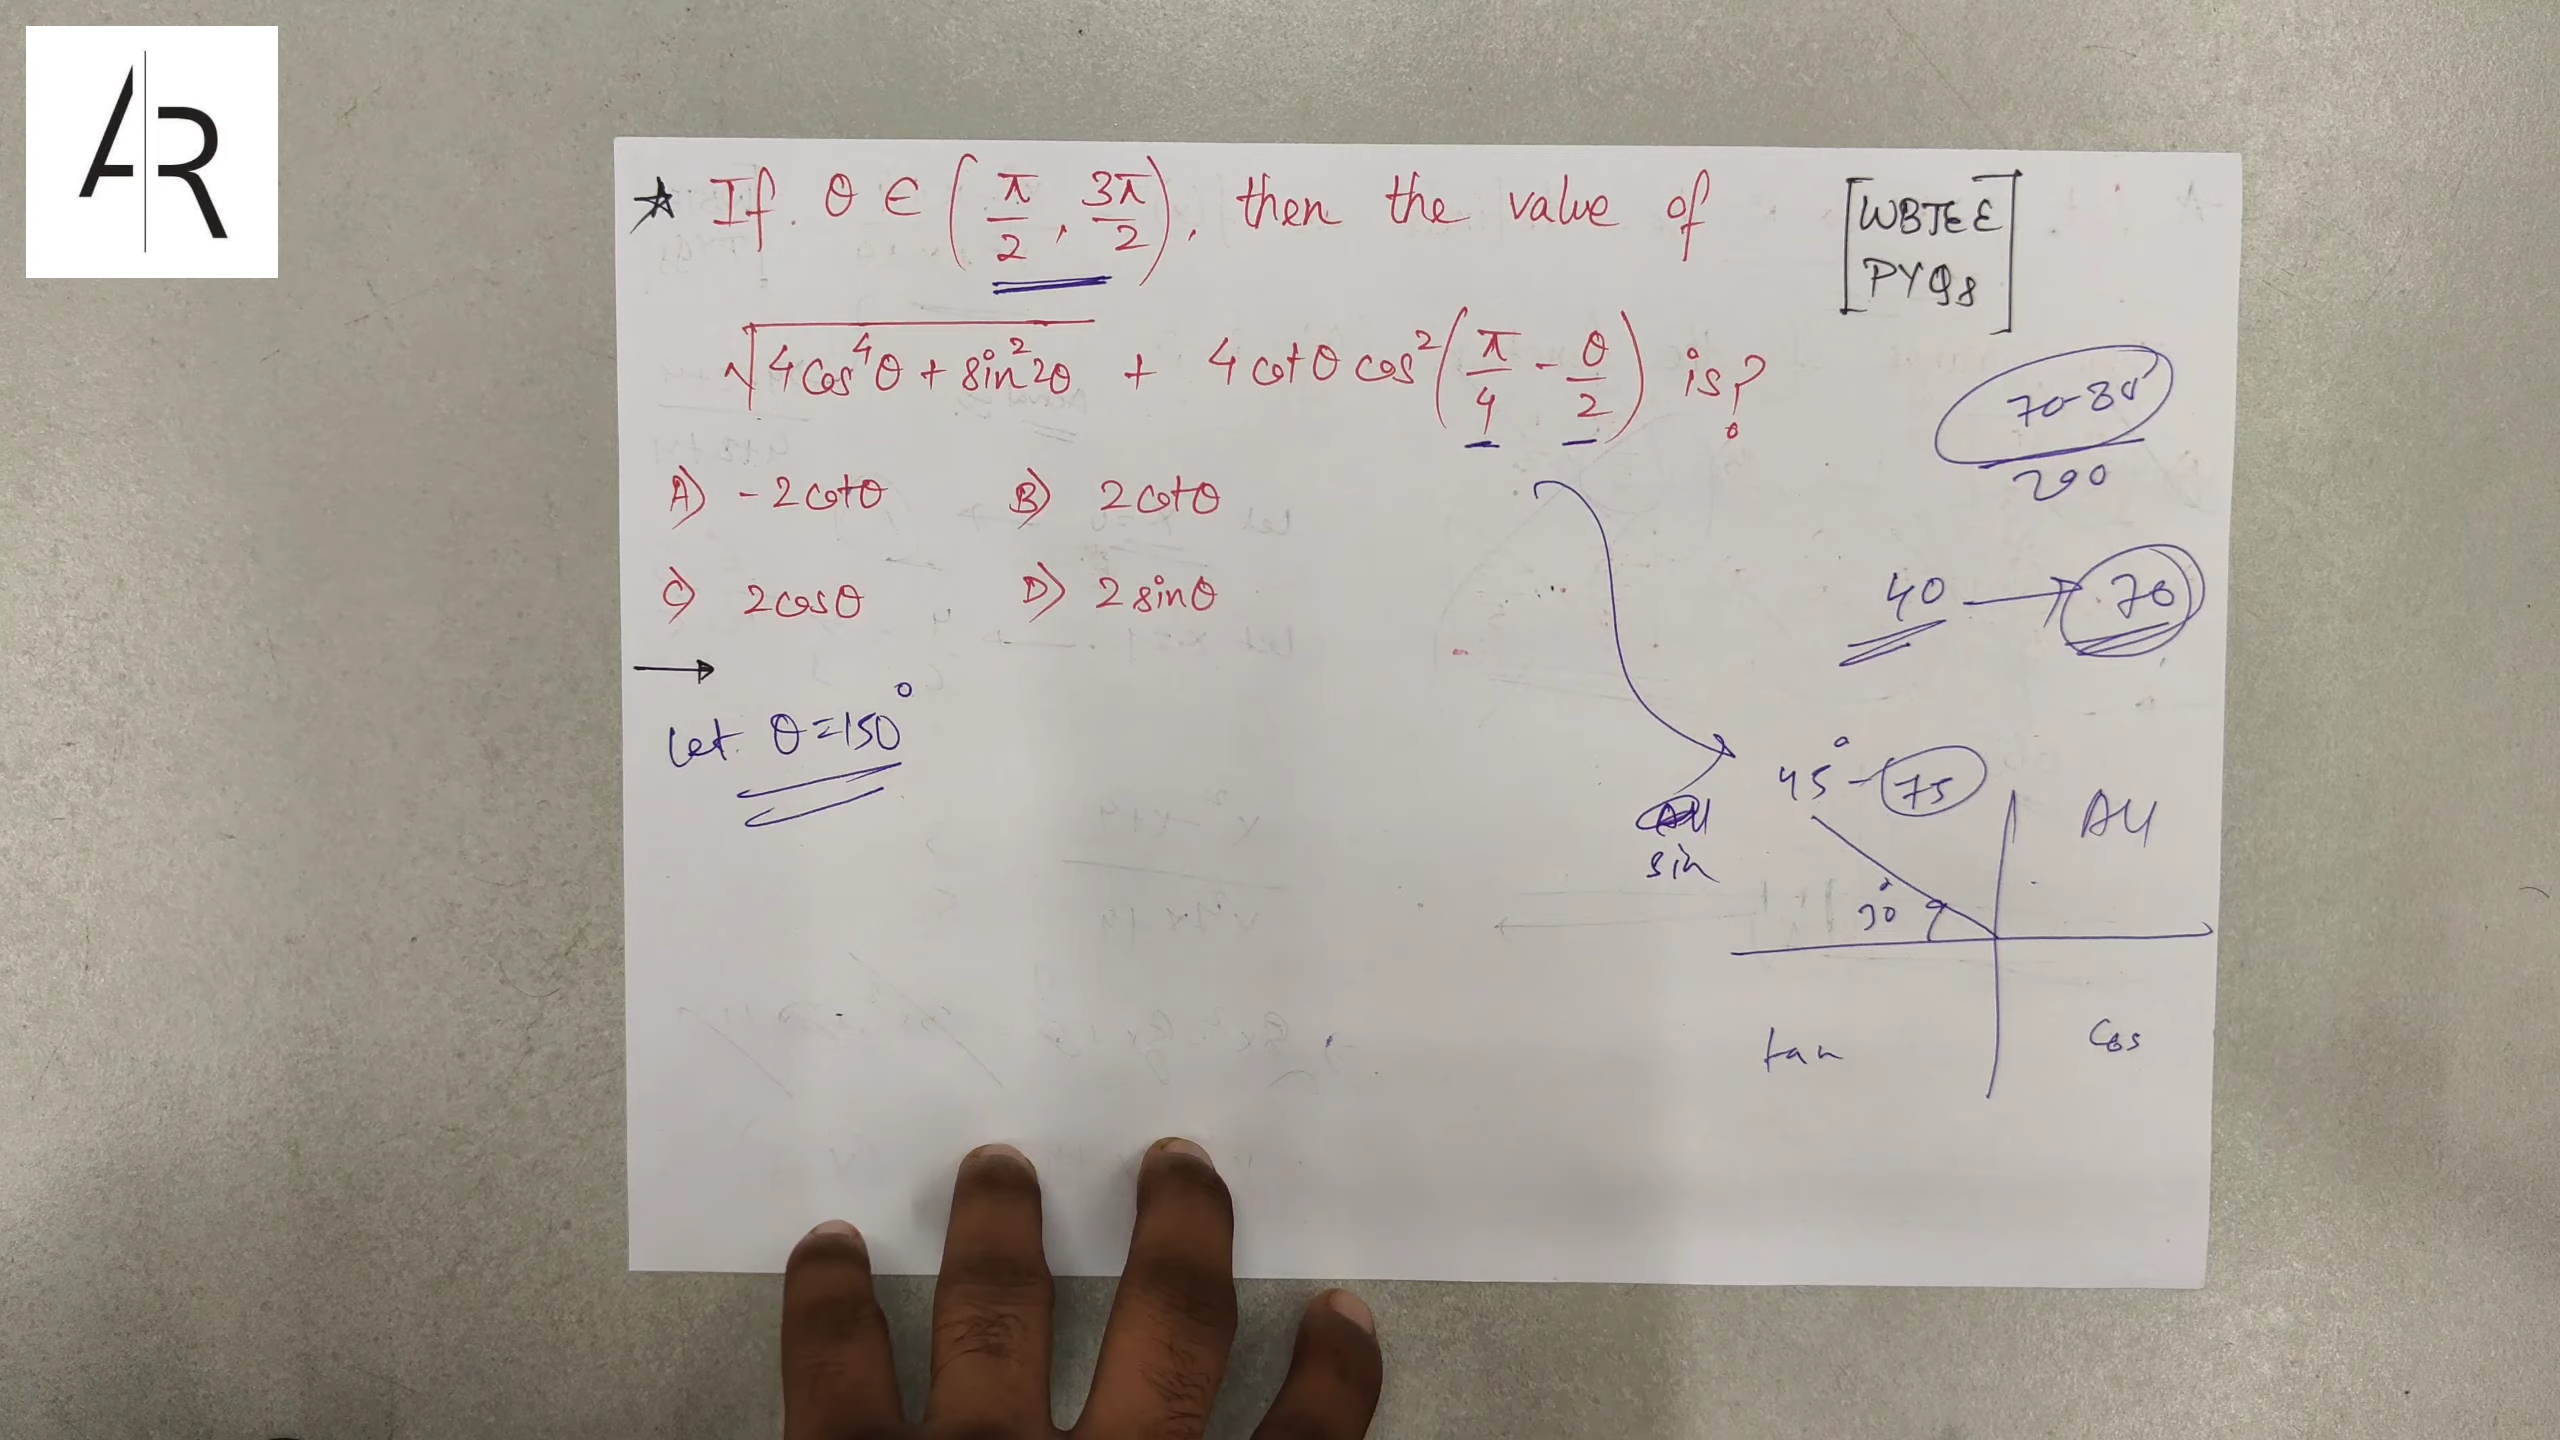 AR
★ If θ ∈ (π/2, 3π/2), then the value of
[WBJEE
PYQs]
√(4cos⁴θ + sin²2θ) + 4cotθ cos²(π/4 - θ/2) is?
A) -2cotθ B) 2cotθ
C) 2cosθ D) 2sinθ
→
Let θ=150°
70-80
200
40 → 70
45° - 75
All
sin
30°
tan
Cos